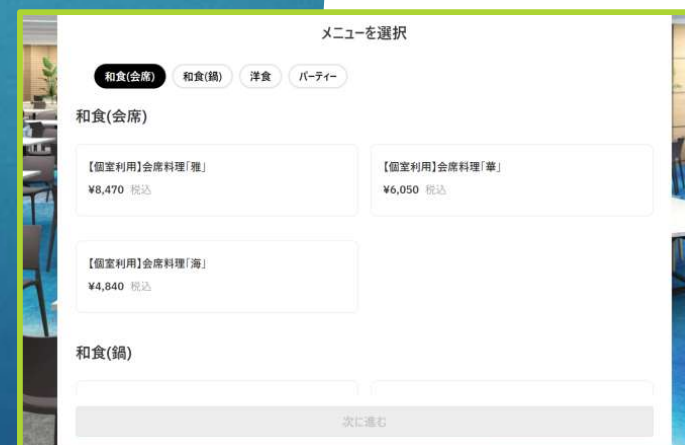 メニューを選択
和食(会席)
和食(鍋)
洋食
パーティー
和食(会席)
【個室利用】会席料理「雅」
¥8,470 税込
【個室利用】会席料理「華」
¥6,050 税込
【個室利用】会席料理「海」
¥4,840 税込
和食(鍋)
次に進む